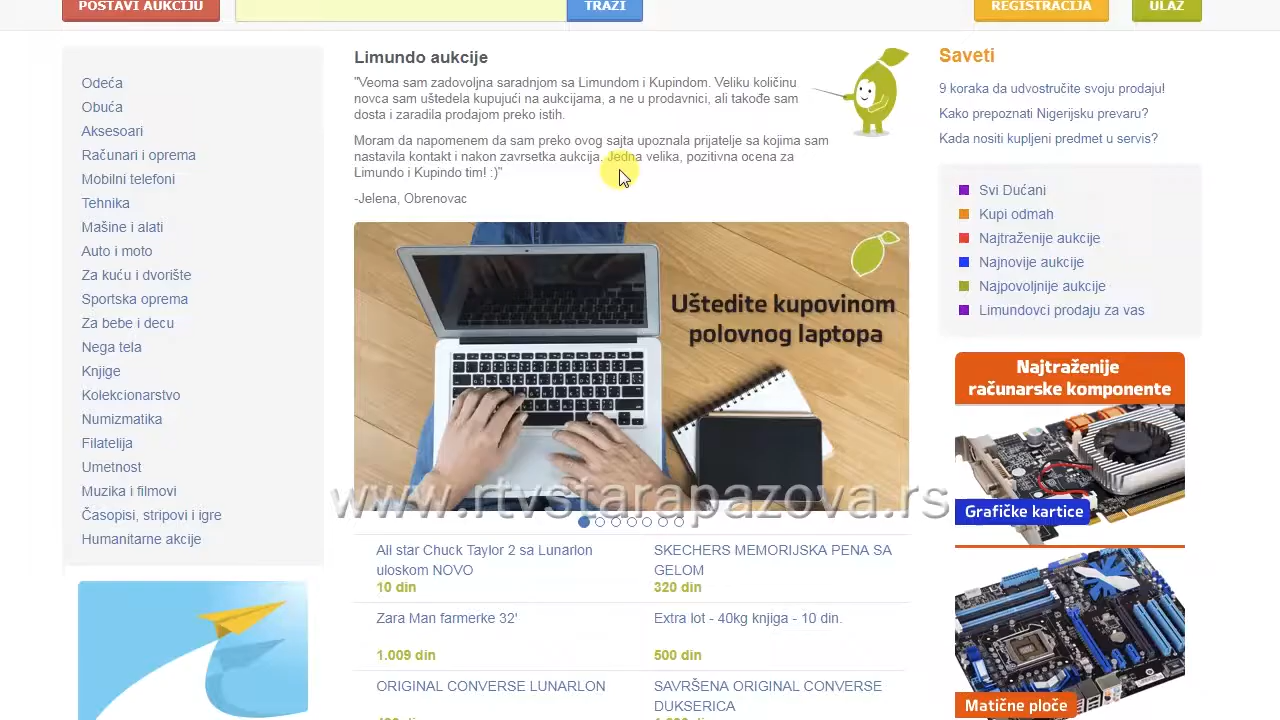 POSTAVI AUKCIJU
TRAŽI
REGISTRACIJA
ULAZ
Odeća
Obuća
Aksesoari
Računari i oprema
Mobilni telefoni
Tehnika
Mašine i alati
Auto i moto
Za kuću i dvorište
Sportska oprema
Za bebe i decu
Nega tela
Knjige
Kolekcionarstvo
Numizmatika
Filatelija
Umetnost
Muzika i filmovi
Časopisi, stripovi i igre
Humanitarne akcije
Limundo aukcije
"Veoma sam zadovoljna saradnjom sa Limundom i Kupindom. Veliku količinu
novca sam uštedela kupujući na aukcijama, a ne u prodavnici, ali takođe sam
dosta i zaradila prodajom preko istih.
Moram da napomenem da sam preko ovog sajta upoznala prijatelje sa kojima sam
nastavila kontakt i nakon zavrsetka aukcija. Jedna velika, pozitivna ocena za
Limundo i Kupindo tim! :)"
-Jelena, Obrenovac
Uštedite kupovinom
polovnog laptopa
www.rtvstarapazova.rs
All star Chuck Taylor 2 sa Lunarlon
uloskom NOVO
10 din
SKECHERS MEMORIJSKA PENA SA
GELOM
320 din
Zara Man farmerke 32'
1.009 din
Extra lot - 40kg knjiga - 10 din.
500 din
ORIGINAL CONVERSE LUNARLON
SAVRŠENA ORIGINAL CONVERSE
DUKSERICA
Saveti
9 koraka da udvostručite svoju prodaju!
Kako prepoznati Nigerijsku prevaru?
Kada nositi kupljeni predmet u servis?
Svi Dućani
Kupi odmah
Najtraženije aukcije
Najnovije aukcije
Najpovoljnije aukcije
Limundovci prodaju za vas
Najtraženije
računarske komponente
Grafičke kartice
Matične ploče